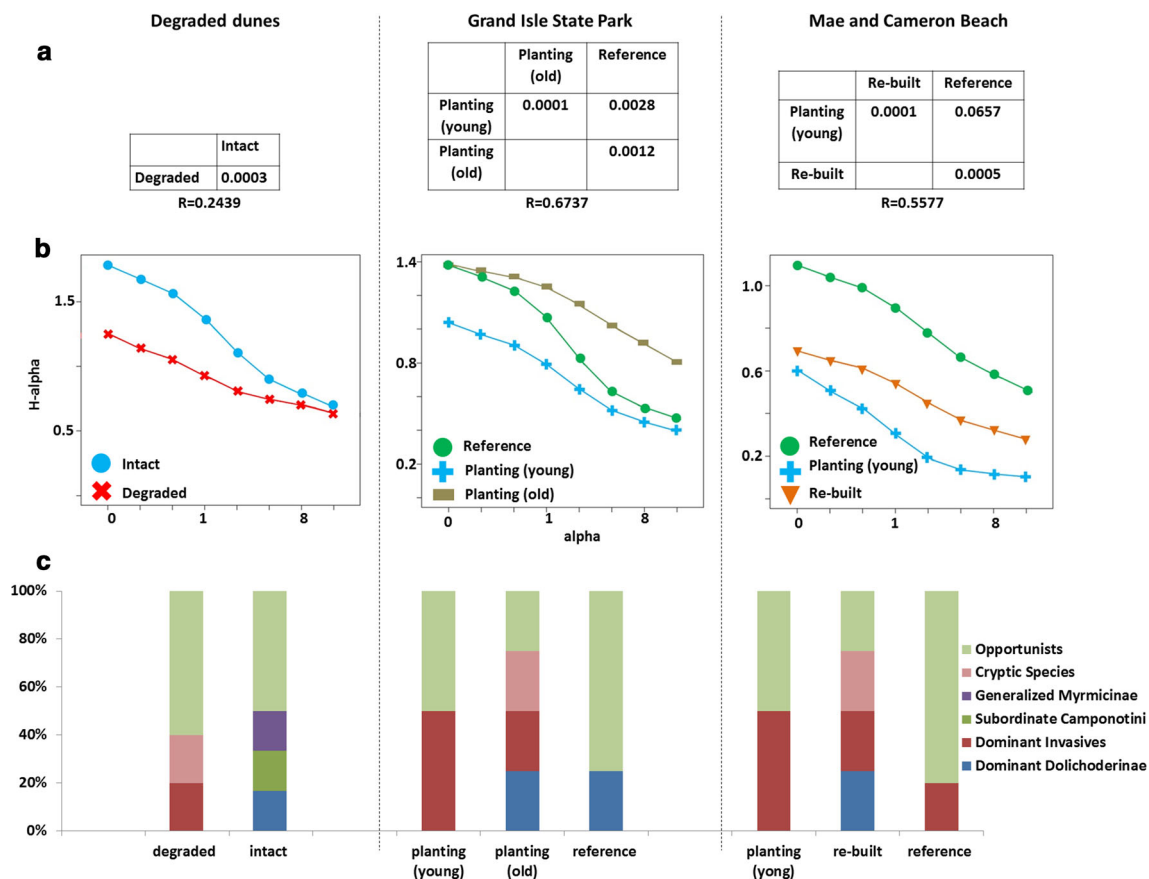 Degraded dunes
Grand Isle State Park
Mae and Cameron Beach
a
Intact
Degraded 0.0003
R=0.2439
Planting (old) Reference
Planting (young) 0.0001 0.0028
Planting (old) 0.0012
R=0.6737
Re-built Reference
Planting (young) 0.0001 0.0657
Re-built 0.0005
R=0.5577
b
H-alpha
1.5
0.5
Intact
Degraded
0 1 8
1.4
0.8
0.2
Reference
Planting (young)
Planting (old)
0 1 8
alpha
1.0
0.6
0.2
Reference
Planting (young)
Re-built
0 1 8
c
100%
80%
60%
40%
20%
0%
degraded
intact
planting (young)
planting (old)
reference
planting (yong)
re-built
reference
Opportunists
Cryptic Species
Generalized Myrmicinae
Subordinate Camponotini
Dominant Invasives
Dominant Dolichoderinae